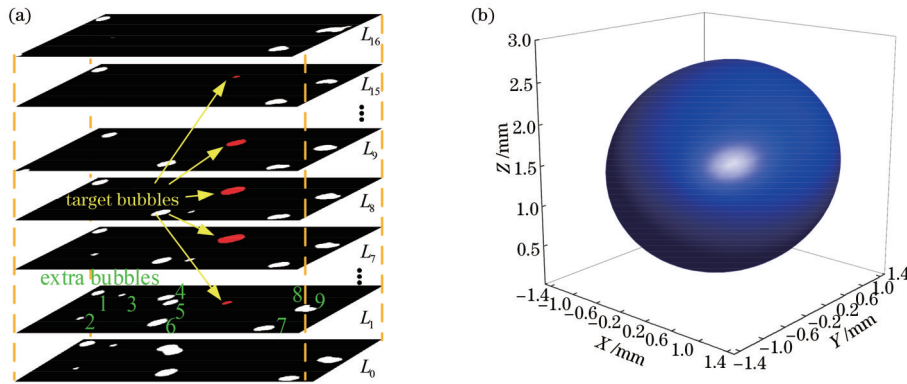 (a)
L16
L15
L9
target bubbles
L8
L7
extra bubbles
1 3 4 8 9
2 5
6 7
L1
L0
(b)
3.0
2.5
2.0
1.5
1.0
0.5
Z/mm
−1.4 −1.0 −0.6 −0.2 0.2 0.6 1.0 1.4
X/mm
−1.4 −1.0 −0.6 −0.2 0.2 0.6 1.0 1.4
Y/mm